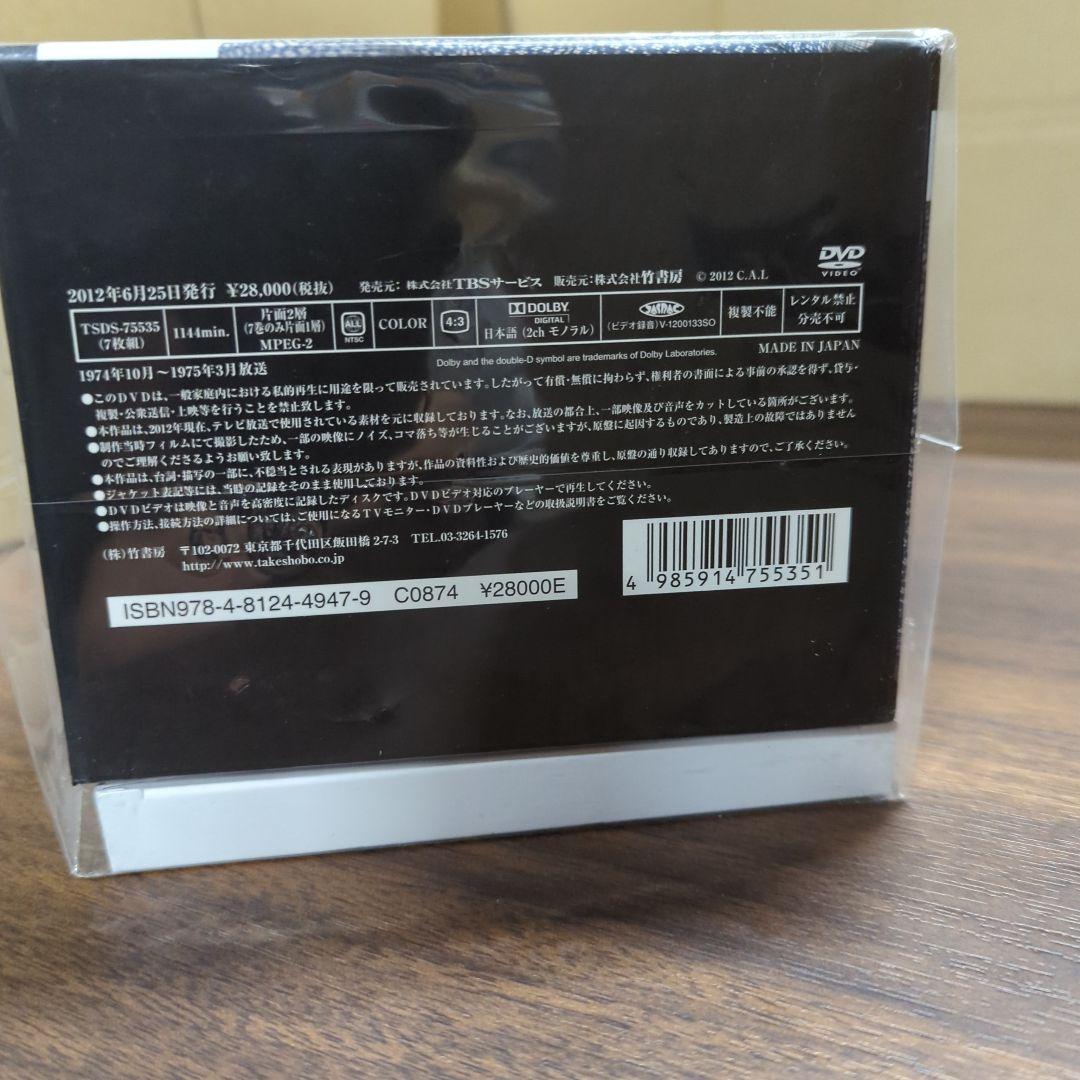 DVD
VIDEO
2012年6月25日発行 ¥28,000(税抜) 発売元:株式会社TBSサービス 販売元:株式会社竹書房 © 2012 C.A.L
TSDS-75535
(7枚組)
1144min.
片面2層
(7巻のみ片面1層)
MPEG-2
ALL
NTSC
COLOR
4:3
DOLBY
DIGITAL
日本語 (2ch モノラル)
(ビデオ録音)V-1200133SO
複製不能
レンタル禁止
分売不可
1974年10月〜1975年3月放送
Dolby and the double-D symbol are trademarks of Dolby Laboratories.
MADE IN JAPAN
●このDVDは、一般家庭内における私的再生に用途を限って販売されています。したがって有償・無償に拘わらず、権利者の書面による事前の承認を得ず、貸与・
複製・公衆送信・上映等を行うことを禁止致します。
●本作品は、2012年現在、テレビ放送で使用されている素材を元に収録しております。なお、放送の都合上、一部映像及び音声をカットしている箇所がございます。
●制作当時フィルムにて撮影したため、一部の映像にノイズ、コマ落ち等が生じることがございますが、原盤に起因するものであり、製造上の故障ではありません
のでご理解くださるようお願い致します。
●本作品は、台詞・描写の一部に、不穏当とされる表現がありますが、作品の資料性および歴史的価値を尊重し、原盤の通り収録してありますので、ご了承ください。
●ジャケット表記等には、当時の記録をそのまま使用しております。
●DVDビデオは映像と音声を高密度に記録したディスクです。DVDビデオ対応のプレーヤーで再生してください。
●操作方法、接続方法の詳細については、ご使用になるTVモニター・DVDプレーヤーなどの取扱説明書をご覧ください。
(株)竹書房 〒102-0072 東京都千代田区飯田橋 2-7-3 TEL.03-3264-1576
http://www.takeshobo.co.jp
ISBN978-4-8124-4947-9 C0874 ¥28000E
4 985914 755351